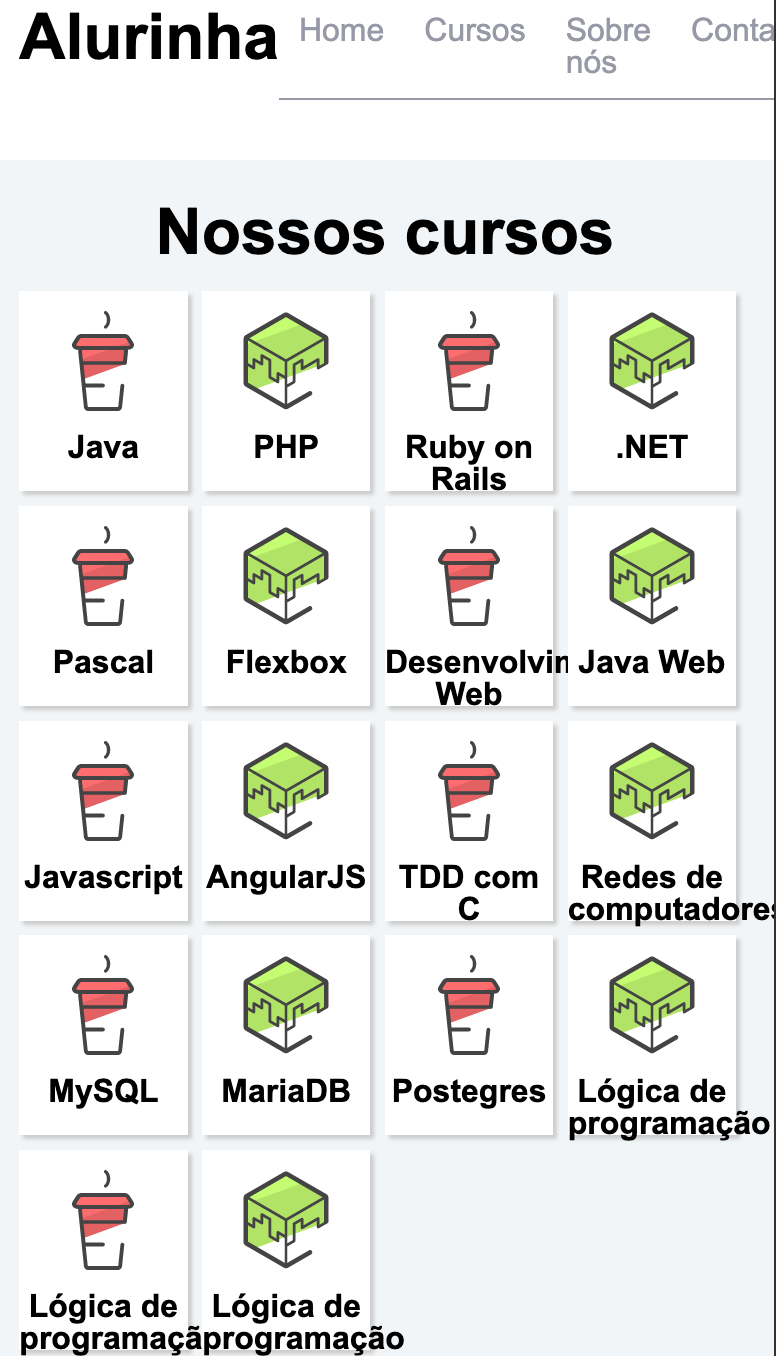 Alurinha
Home Cursos Sobre nós Conta
Nossos cursos
Java
PHP
Ruby on
Rails
.NET
Pascal
Flexbox
Desenvolvin
Web
Java Web
Javascript
AngularJS
TDD com
C
Redes de
computadores
MySQL
MariaDB
Postegres
Lógica de
programação
Lógica de
programaçã
Lógica de
programação